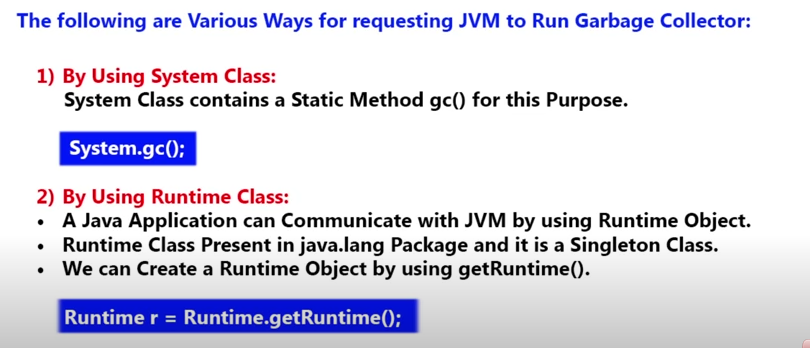 The following are Various Ways for requesting JVM to Run Garbage Collector:
1) By Using System Class:
System Class contains a Static Method gc() for this Purpose.
System.gc();
2) By Using Runtime Class:
• A Java Application can Communicate with JVM by using Runtime Object.
• Runtime Class Present in java.lang Package and it is a Singleton Class.
• We can Create a Runtime Object by using getRuntime().
Runtime r = Runtime.getRuntime();